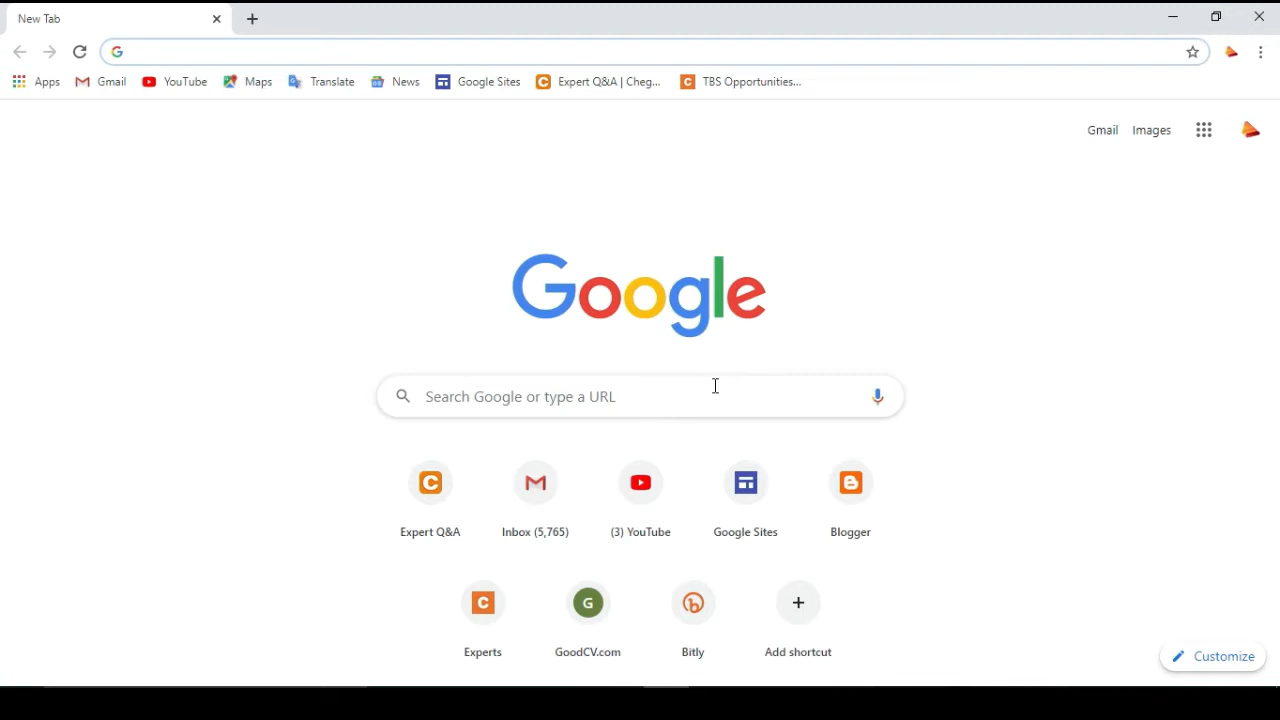 New Tab
Apps Gmail YouTube Maps Translate News Google Sites Expert Q&A | Cheg... TBS Opportunities...
Gmail Images
Google
Search Google or type a URL
Expert Q&A Inbox (5,765) (3) YouTube Google Sites Blogger
G
Experts GoodCV.com Bitly Add shortcut
Customize